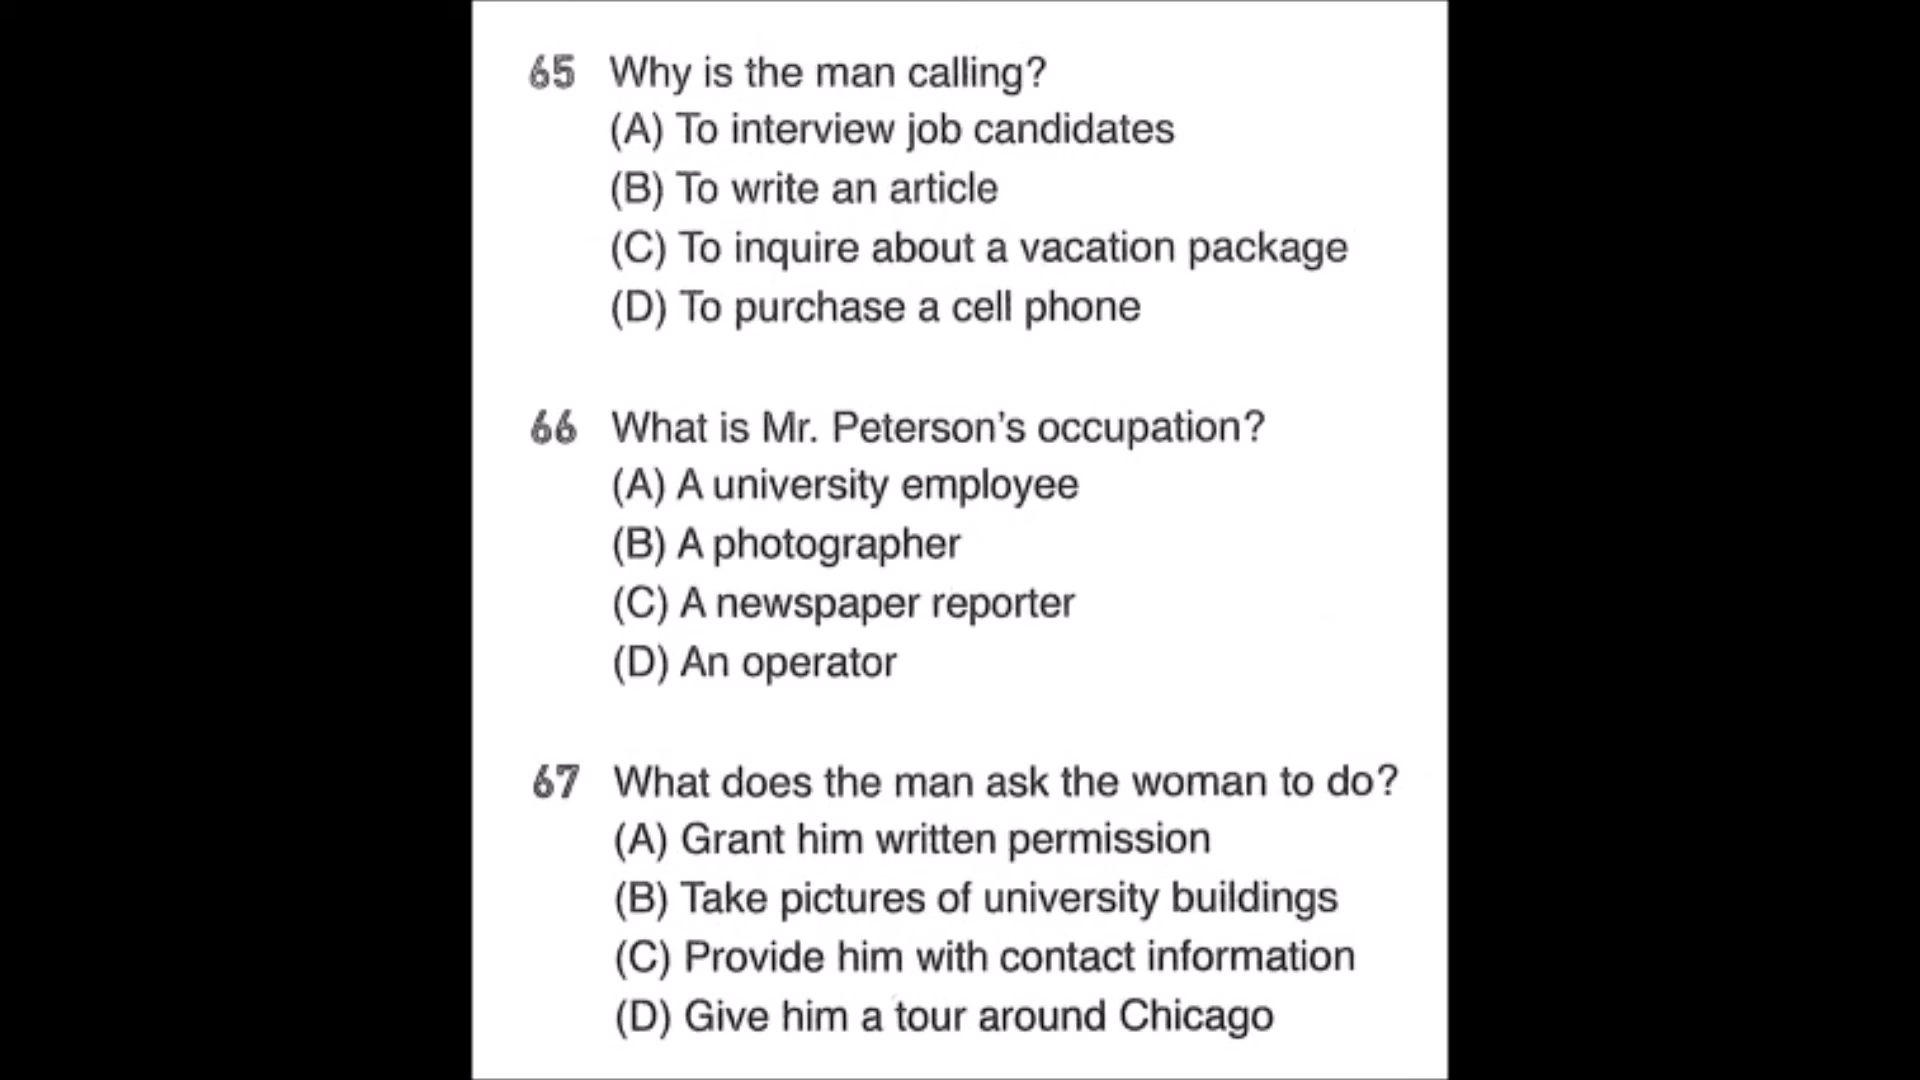 65 Why is the man calling?
(A) To interview job candidates
(B) To write an article
(C) To inquire about a vacation package
(D) To purchase a cell phone
66 What is Mr. Peterson's occupation?
(A) A university employee
(B) A photographer
(C) A newspaper reporter
(D) An operator
67 What does the man ask the woman to do?
(A) Grant him written permission
(B) Take pictures of university buildings
(C) Provide him with contact information
(D) Give him a tour around Chicago